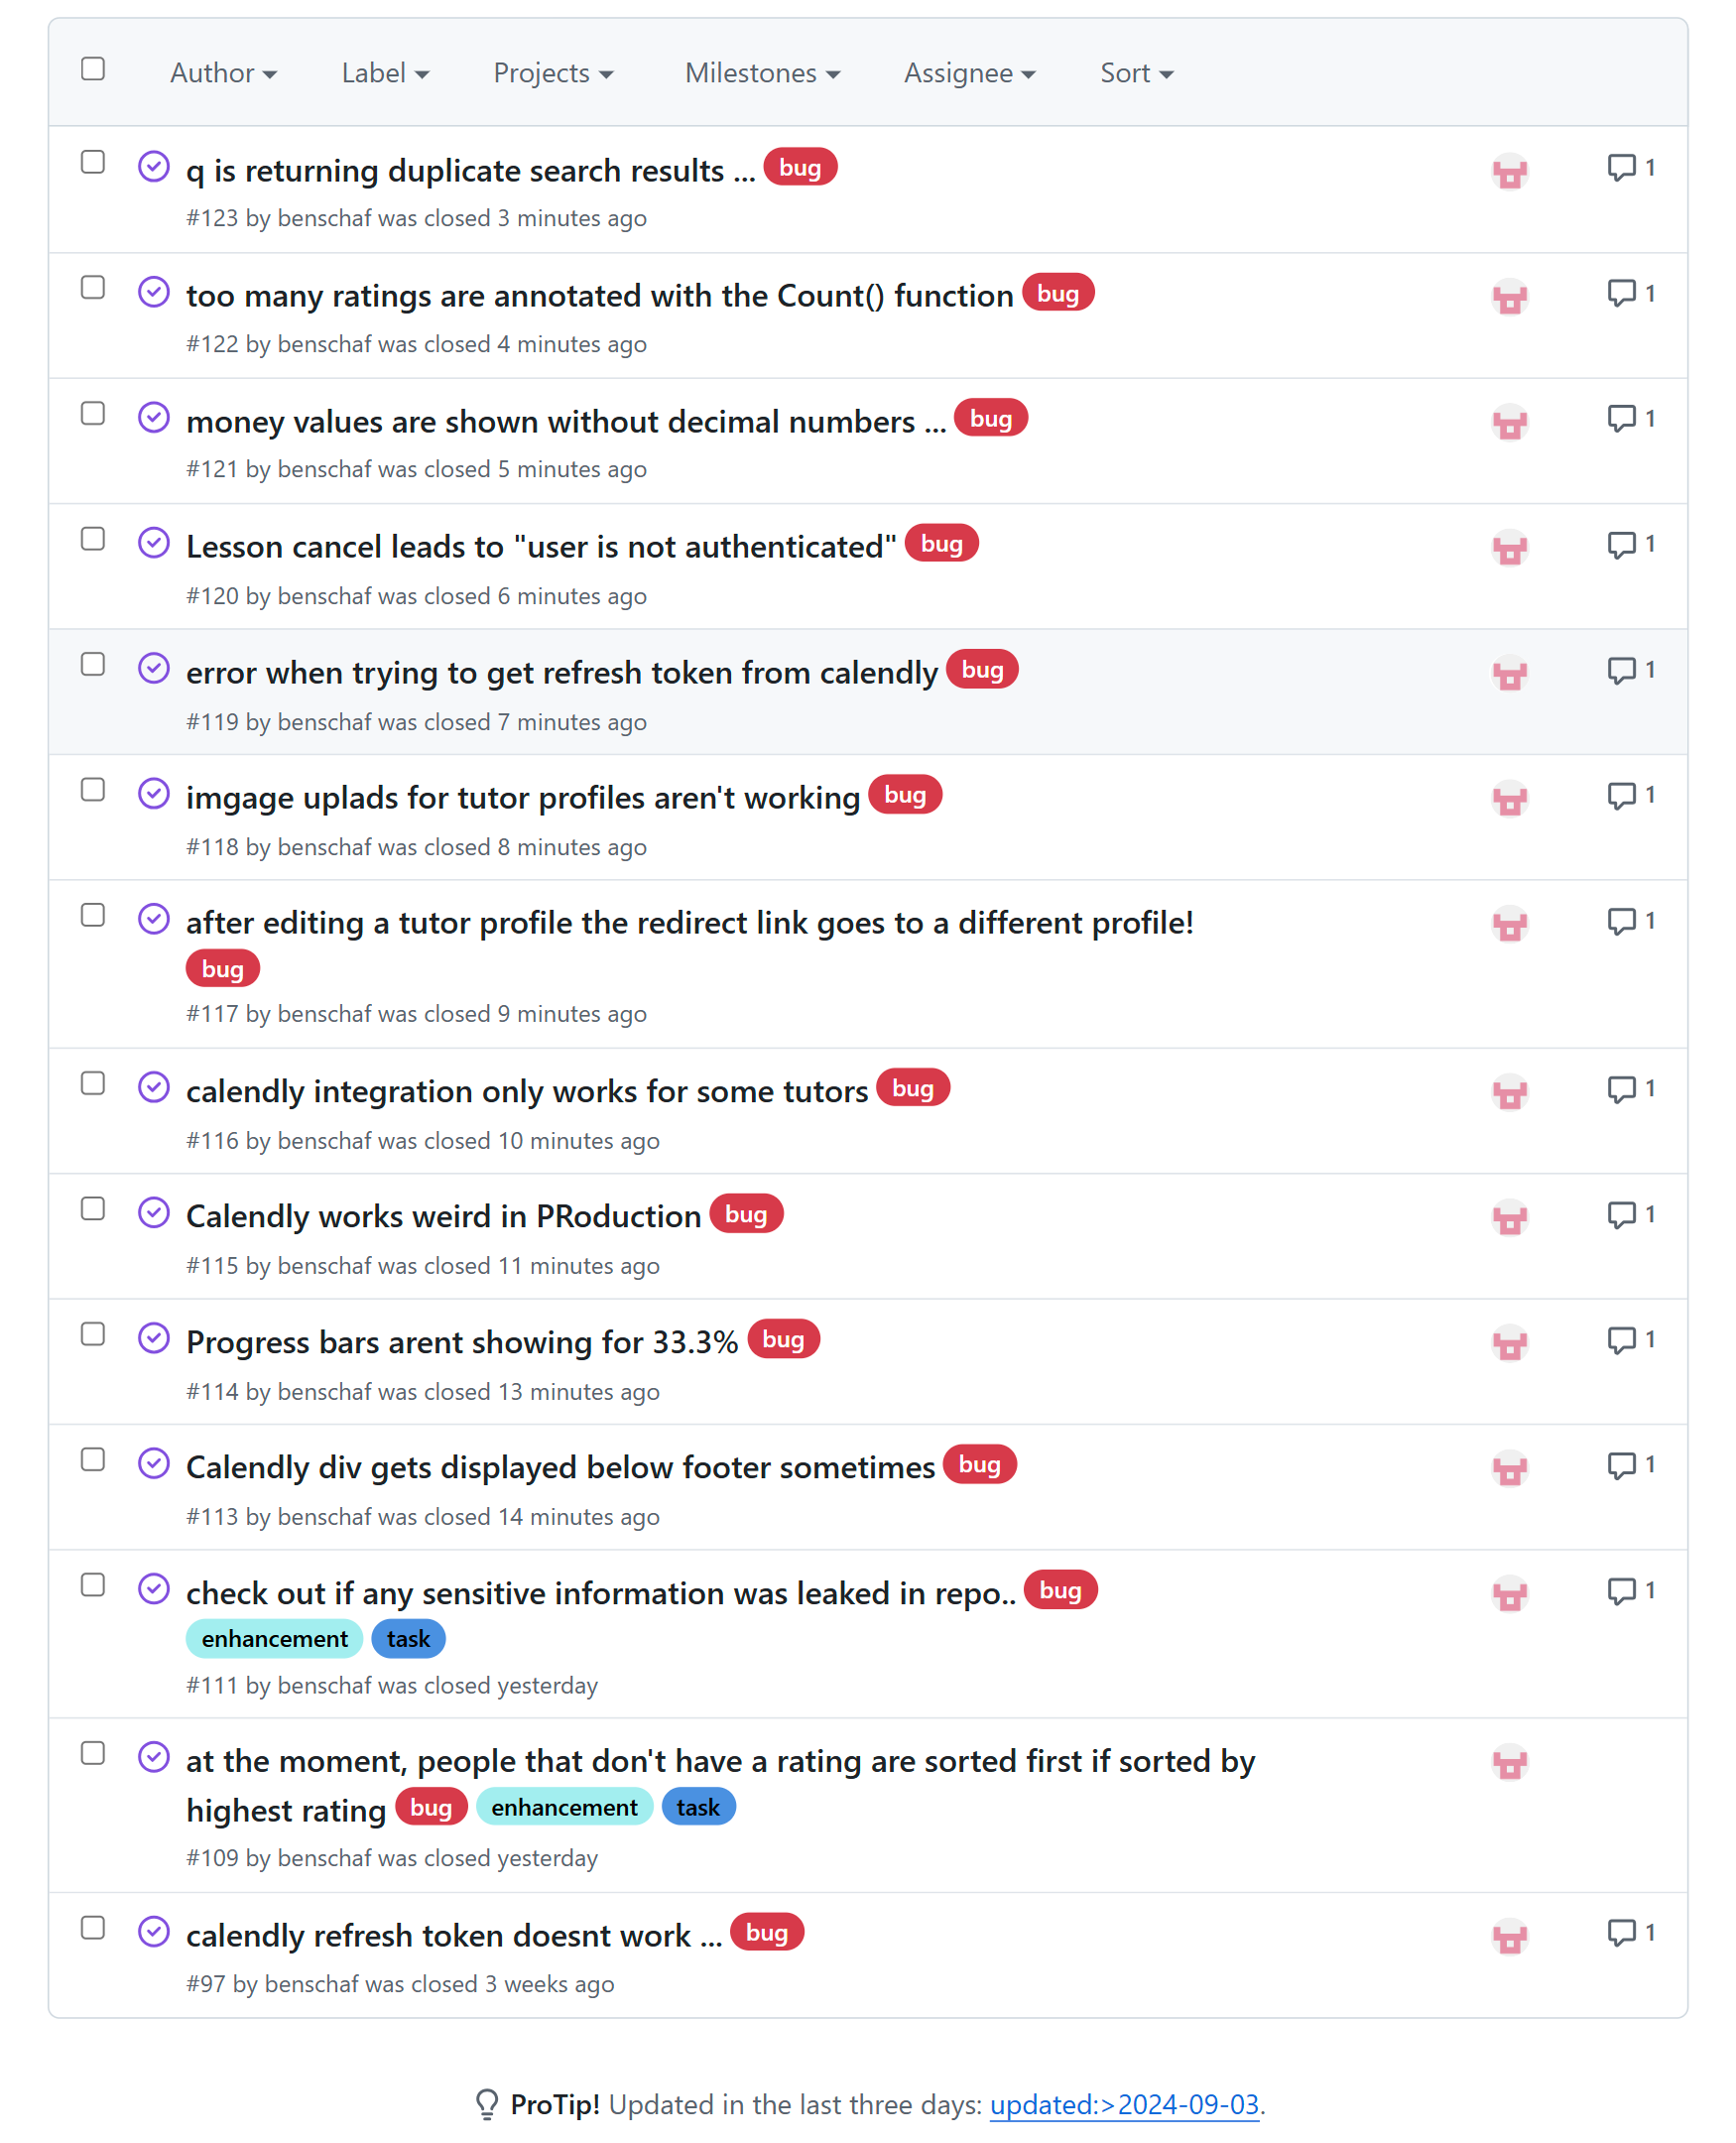 Author Label Projects Milestones Assignee Sort
q is returning duplicate search results ... bug 1
#123 by benschaf was closed 3 minutes ago
too many ratings are annotated with the Count() function bug 1
#122 by benschaf was closed 4 minutes ago
money values are shown without decimal numbers ... bug 1
#121 by benschaf was closed 5 minutes ago
Lesson cancel leads to "user is not authenticated" bug 1
#120 by benschaf was closed 6 minutes ago
error when trying to get refresh token from calendly bug 1
#119 by benschaf was closed 7 minutes ago
imgage uplads for tutor profiles aren't working bug 1
#118 by benschaf was closed 8 minutes ago
after editing a tutor profile the redirect link goes to a different profile! 1
bug
#117 by benschaf was closed 9 minutes ago
calendly integration only works for some tutors bug 1
#116 by benschaf was closed 10 minutes ago
Calendly works weird in PRoduction bug 1
#115 by benschaf was closed 11 minutes ago
Progress bars arent showing for 33.3% bug 1
#114 by benschaf was closed 13 minutes ago
Calendly div gets displayed below footer sometimes bug 1
#113 by benschaf was closed 14 minutes ago
check out if any sensitive information was leaked in repo.. bug 1
enhancement task
#111 by benschaf was closed yesterday
at the moment, people that don't have a rating are sorted first if sorted by
highest rating bug enhancement task
#109 by benschaf was closed yesterday
calendly refresh token doesnt work ... bug 1
#97 by benschaf was closed 3 weeks ago
ProTip! Updated in the last three days: updated:>2024-09-03.